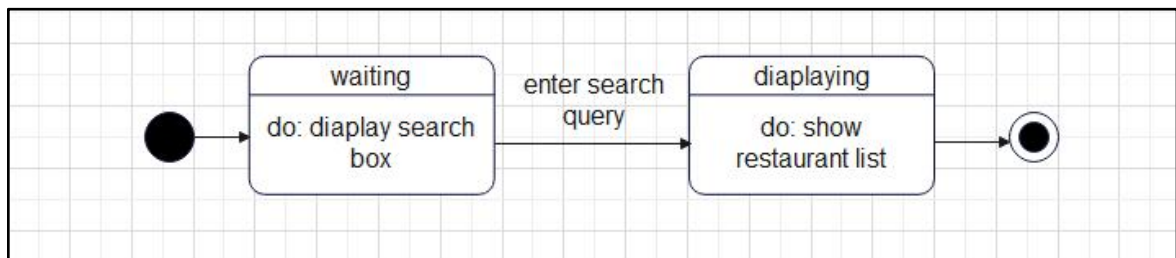 waiting
do: diaplay search
box
enter search
query
diaplaying
do: show
restaurant list